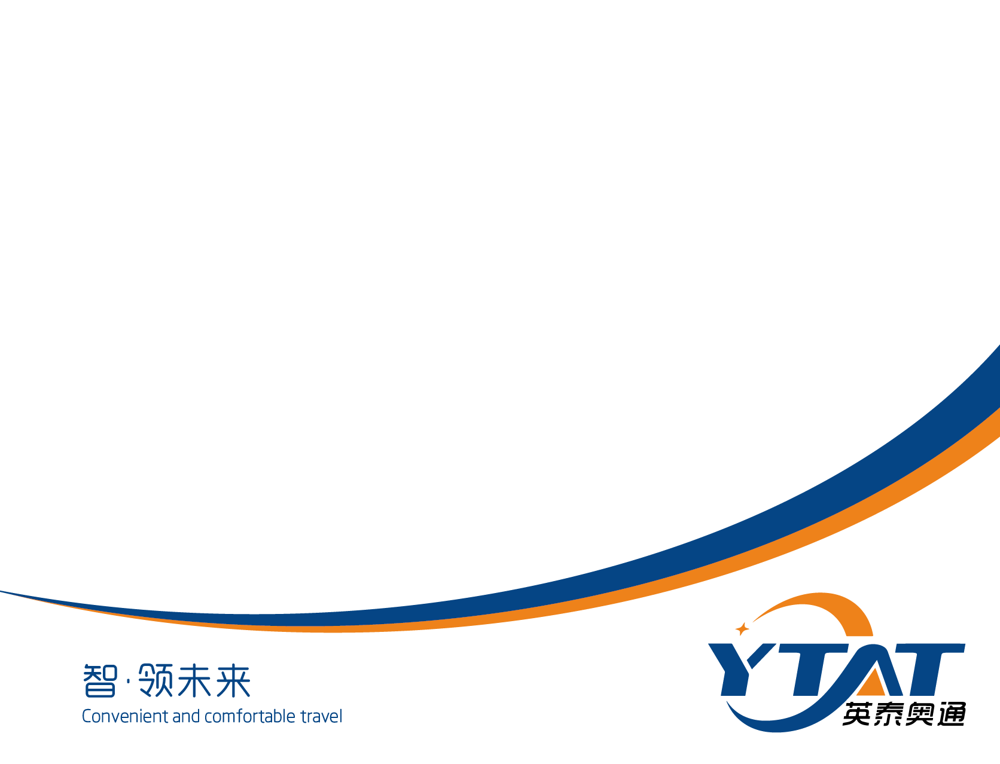 智·领未来
Convenient and comfortable travel
YTAT
英泰奥通